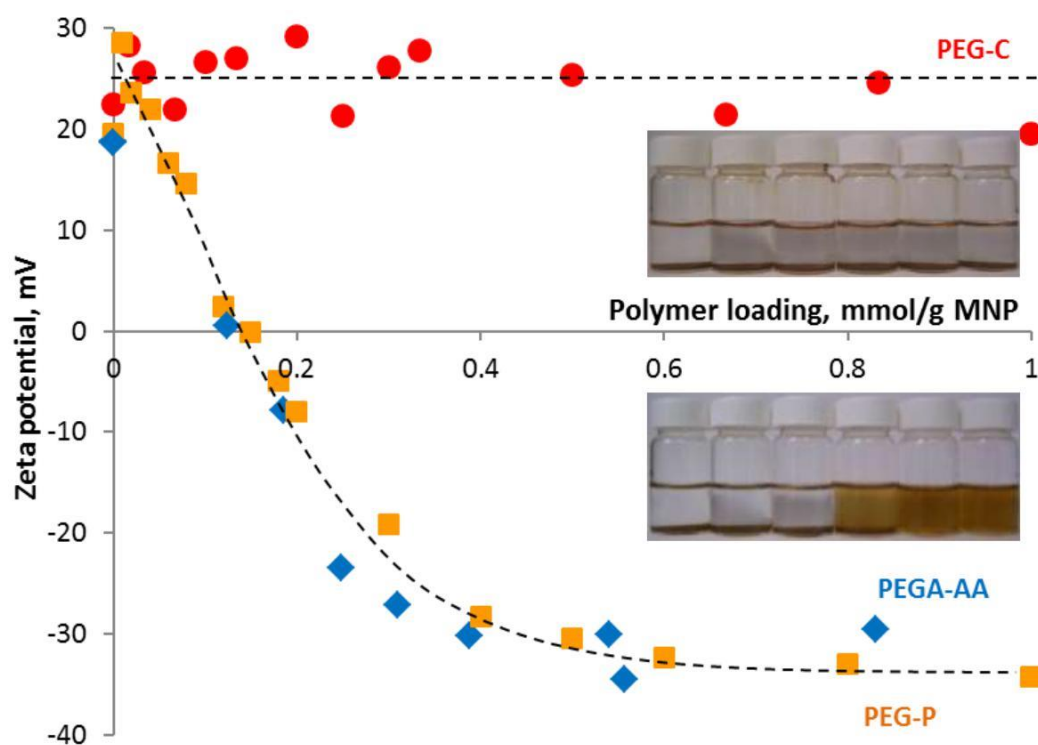 30
PEG-C
20
10
Polymer loading, mmol/g MNP
Zeta potential, mV
0
0 0.2 0.4 0.6 0.8 1
-10
-20
PEGA-AA
-30
PEG-P
-40